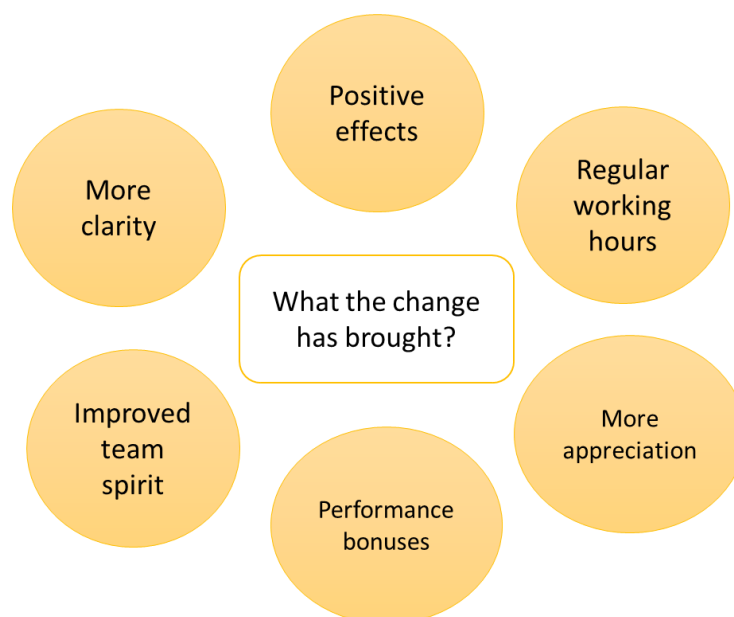 Positive
effects
More
clarity
Regular
working
hours
What the change
has brought?
Improved
team
spirit
More
appreciation
Performance
bonuses